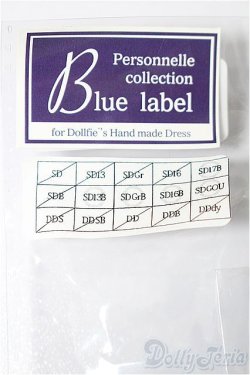 Personnelle
collection
Blue label
for Dollfie's Hand made Dress
SD SD13 SDGr SD16 SD17B
SDB SD13B SDGrB SD16B SDGOU
DDS DDSB DD DDB DDdy
DollyTeria